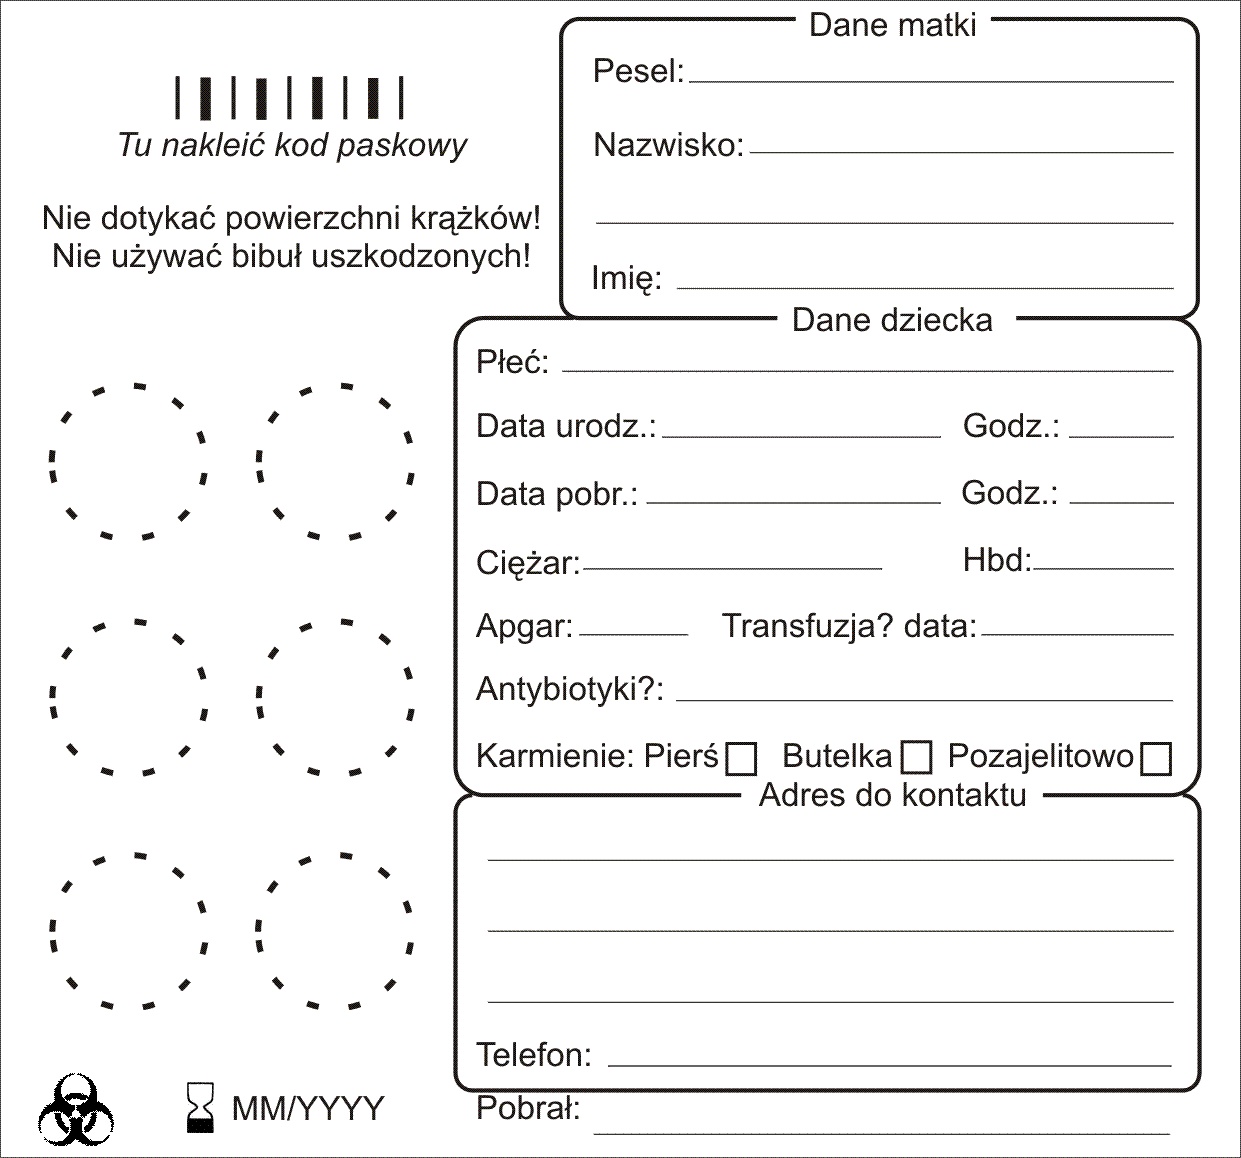 Tu nakleić kod paskowy
Nie dotykać powierzchni krążków!
Nie używać bibuł uszkodzonych!
Dane matki
Pesel:
Nazwisko:
Imię:
Dane dziecka
Płeć:
Data urodz.: Godz.:
Data pobr.: Godz.:
Ciężar: Hbd:
Apgar: Transfuzja? data:
Antybiotyki?:
Karmienie: Pierś Butelka Pozajelitowo
Adres do kontaktu
Telefon:
Pobrał:
MM/YYYY